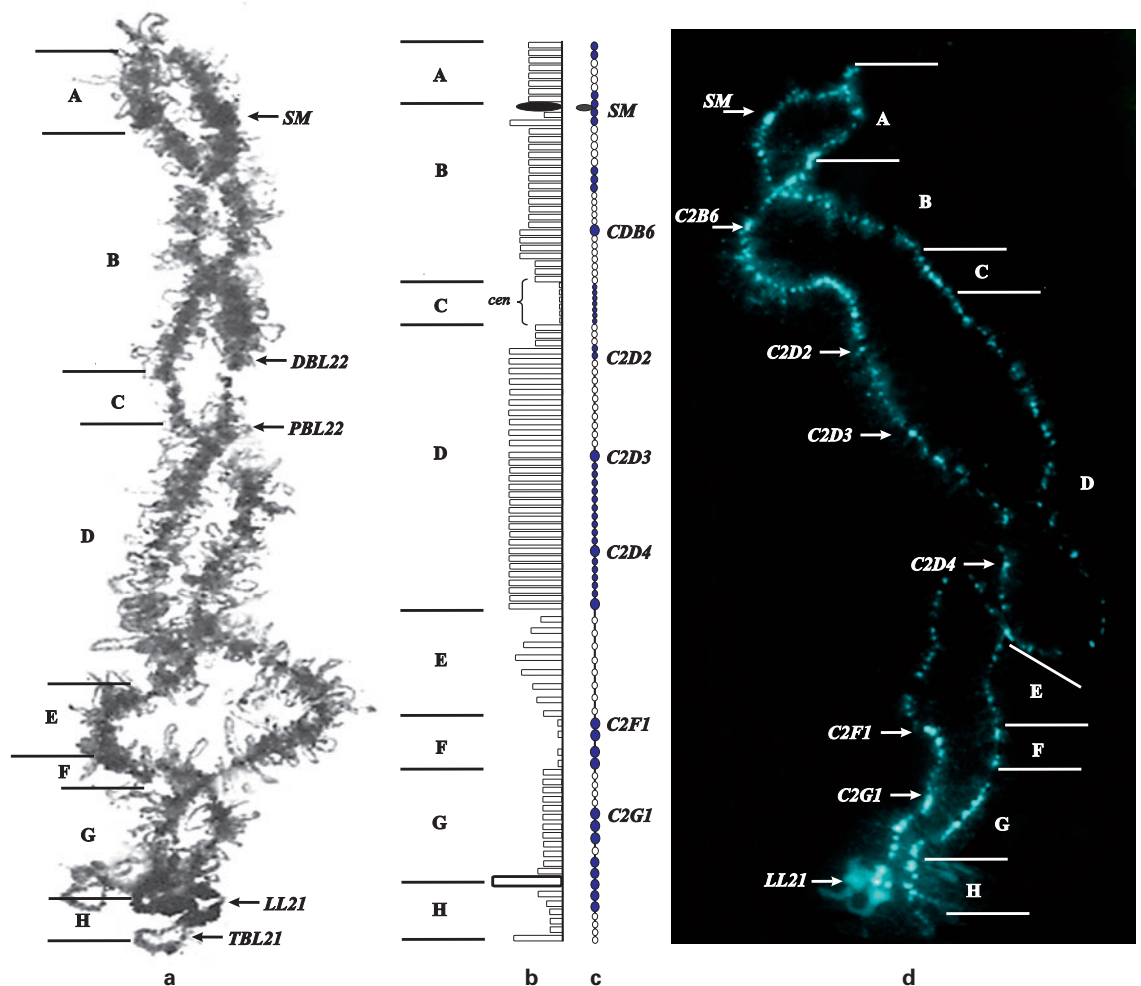 A
SM
B
DBL22
C
PBL22
D
E
F
G
LL21
H
TBL21
a
A
SM
B
CDB6
cen
C
C2D2
D
C2D3
C2D4
E
C2F1
F
C2G1
G
H
b
c
SM
A
B
C2B6
C
C2D2
C2D3
D
C2D4
E
C2F1
F
C2G1
G
LL21
H
d